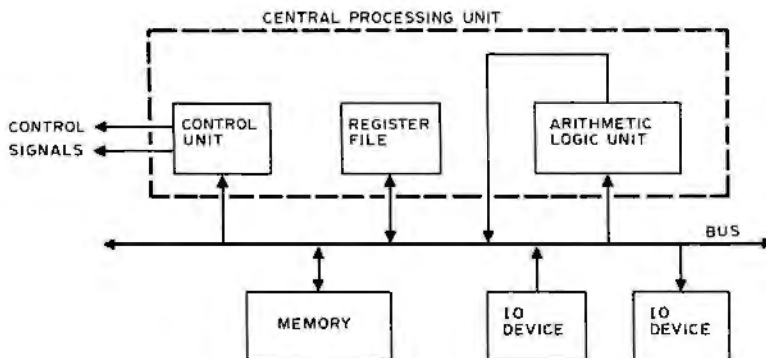 CENTRAL PROCESSING UNIT
CONTROL
SIGNALS
CONTROL
UNIT
REGISTER
FILE
ARITHMETIC
LOGIC UNIT
BUS
MEMORY
IO
DEVICE
IO
DEVICE